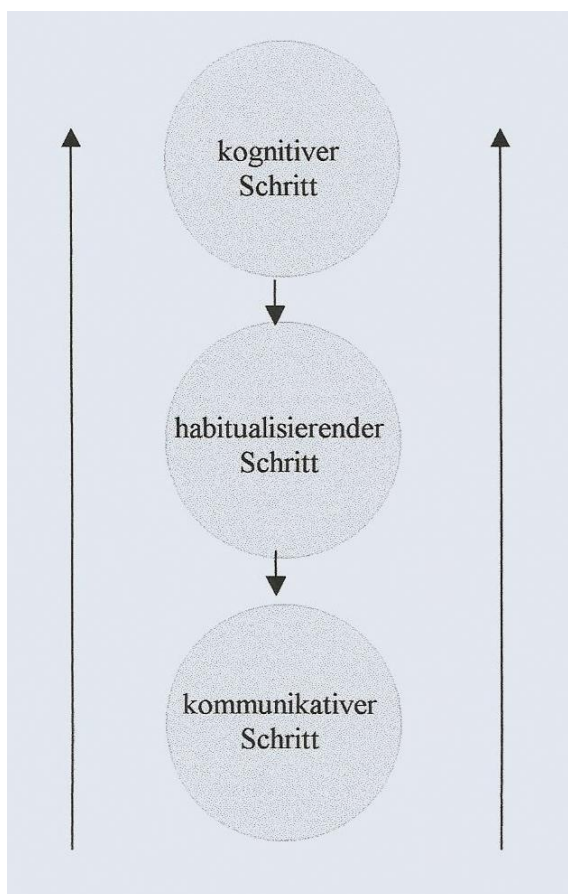 kognitiver
Schritt
habitualisierender
Schritt
kommunikativer
Schritt